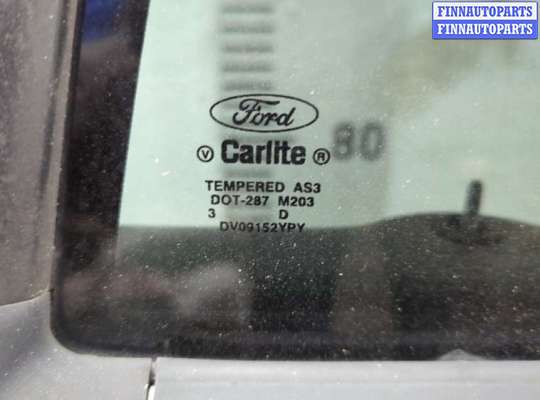 FINNAUTOPARTS
FINNAUTOPARTS
Ford
V Carlite R
80
TEMPERED AS3
DOT-287 M203
3 D
DV09152YPY